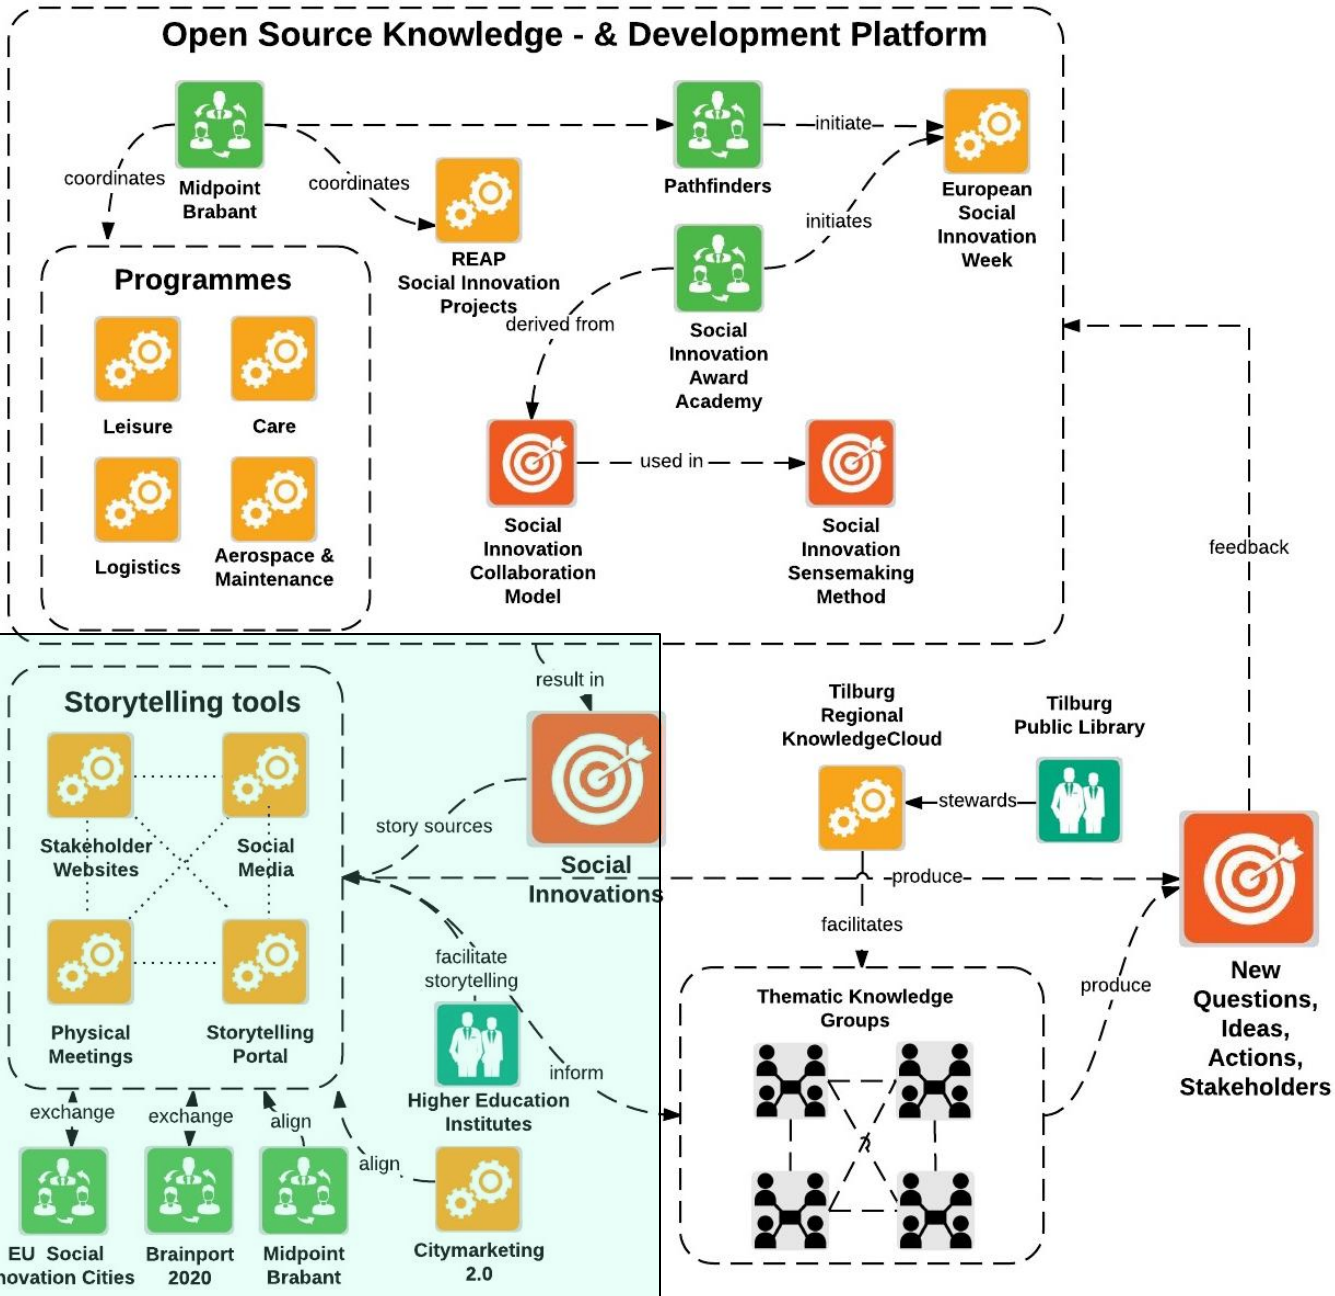 Open Source Knowledge - & Development Platform
Midpoint
Brabant
coordinates
coordinates
REAP
Social Innovation
Projects
Pathfinders
initiate
European
Social
Innovation
Week
initiates
Social
Innovation
Award
Academy
derived from
Programmes
Leisure
Care
Logistics
Aerospace &
Maintenance
Social
Innovation
Collaboration
Model
used in
Social
Innovation
Sensemaking
Method
feedback
result in
Storytelling tools
Stakeholder
Websites
Social
Media
Physical
Meetings
Storytelling
Portal
story sources
Social
Innovations
Tilburg
Regional
KnowledgeCloud
Tilburg
Public Library
stewards
produce
facilitates
facilitate
storytelling
Higher Education
Institutes
inform
Thematic Knowledge
Groups
produce
New
Questions,
Ideas,
Actions,
Stakeholders
exchange
exchange
align
align
EU Social
novation Cities
Brainport
2020
Midpoint
Brabant
Citymarketing
2.0